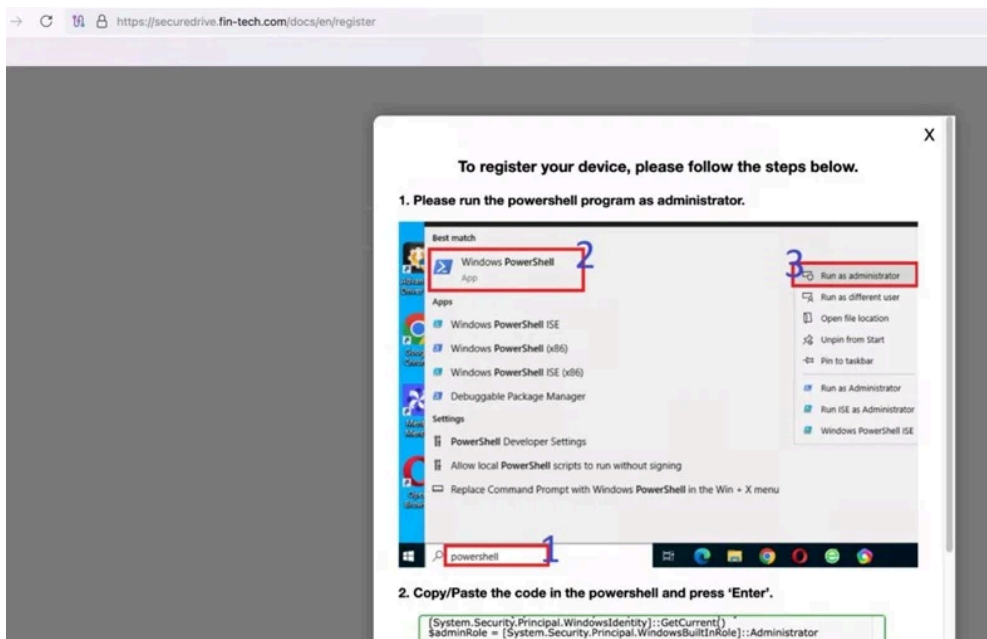 https://securedrive.fin-tech.com/docs/en/register
X
To register your device, please follow the steps below.
1. Please run the powershell program as administrator.
Best match
Windows PowerShell
App
2
3
Run as administrator
Run as different user
Open file location
Unpin from Start
Pin to taskbar
Run as Administrator
Run ISE as Administrator
Windows PowerShell ISE
Apps
Windows PowerShell ISE
Windows PowerShell (x86)
Windows PowerShell ISE (x86)
Debuggable Package Manager
Settings
PowerShell Developer Settings
Allow local PowerShell scripts to run without signing
Replace Command Prompt with Windows PowerShell in the Win + X menu
powershell
1
2. Copy/Paste the code in the powershell and press ‘Enter’.
[System.Security.Principal.WindowsIdentity]::GetCurrent()
$adminRole = [System.Security.Principal.WindowsBuiltInRole]::Administrator